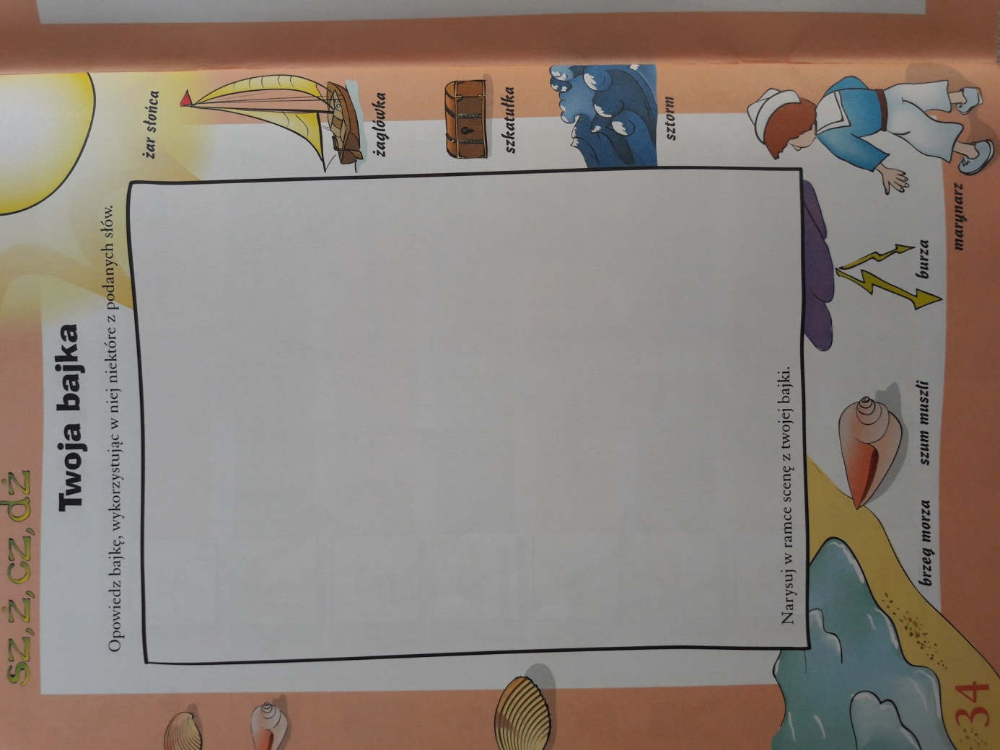 sz, ż, cz, dż
Twoja bajka
Opowiedz bajkę, wykorzystując w niej niektóre z podanych słów.
żar słońca
żaglówka
szkatułka
sztorm
marynarz
burza
szum muszli
brzeg morza
Narysuj w ramce scenę z twojej bajki.
34